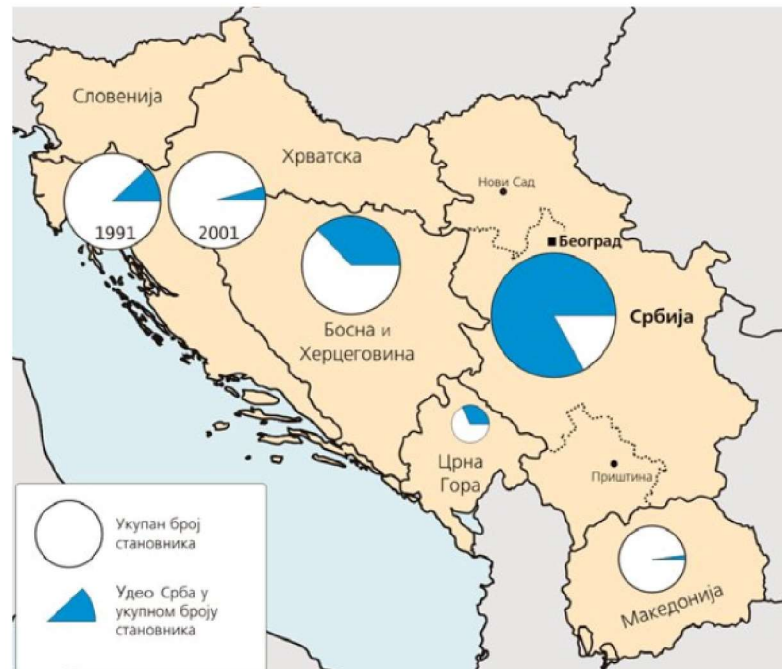 Словенија
Хрватска
Нови Сад
1991
2001
Београд
Босна и
Херцеговина
Србија
Црна
Гора
Приштина
Македонија
Укупан број
становника
Удео Срба у
укупном броју
становника